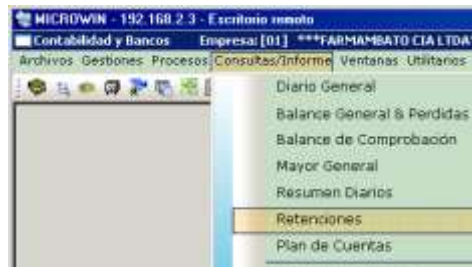 MICROWIN - 192.168.2.3 - Escritorio remoto
Contabilidad y Bancos Empresa: [01] ***FARMAMBATO CIA LTDA
Archivos Gestiones Procesos Consultas/Informe Ventanas Utilitarios
Diario General
Balance General & Perdidas
Balance de Comprobación
Mayor General
Resumen Diarios
Retenciones
Plan de Cuentas